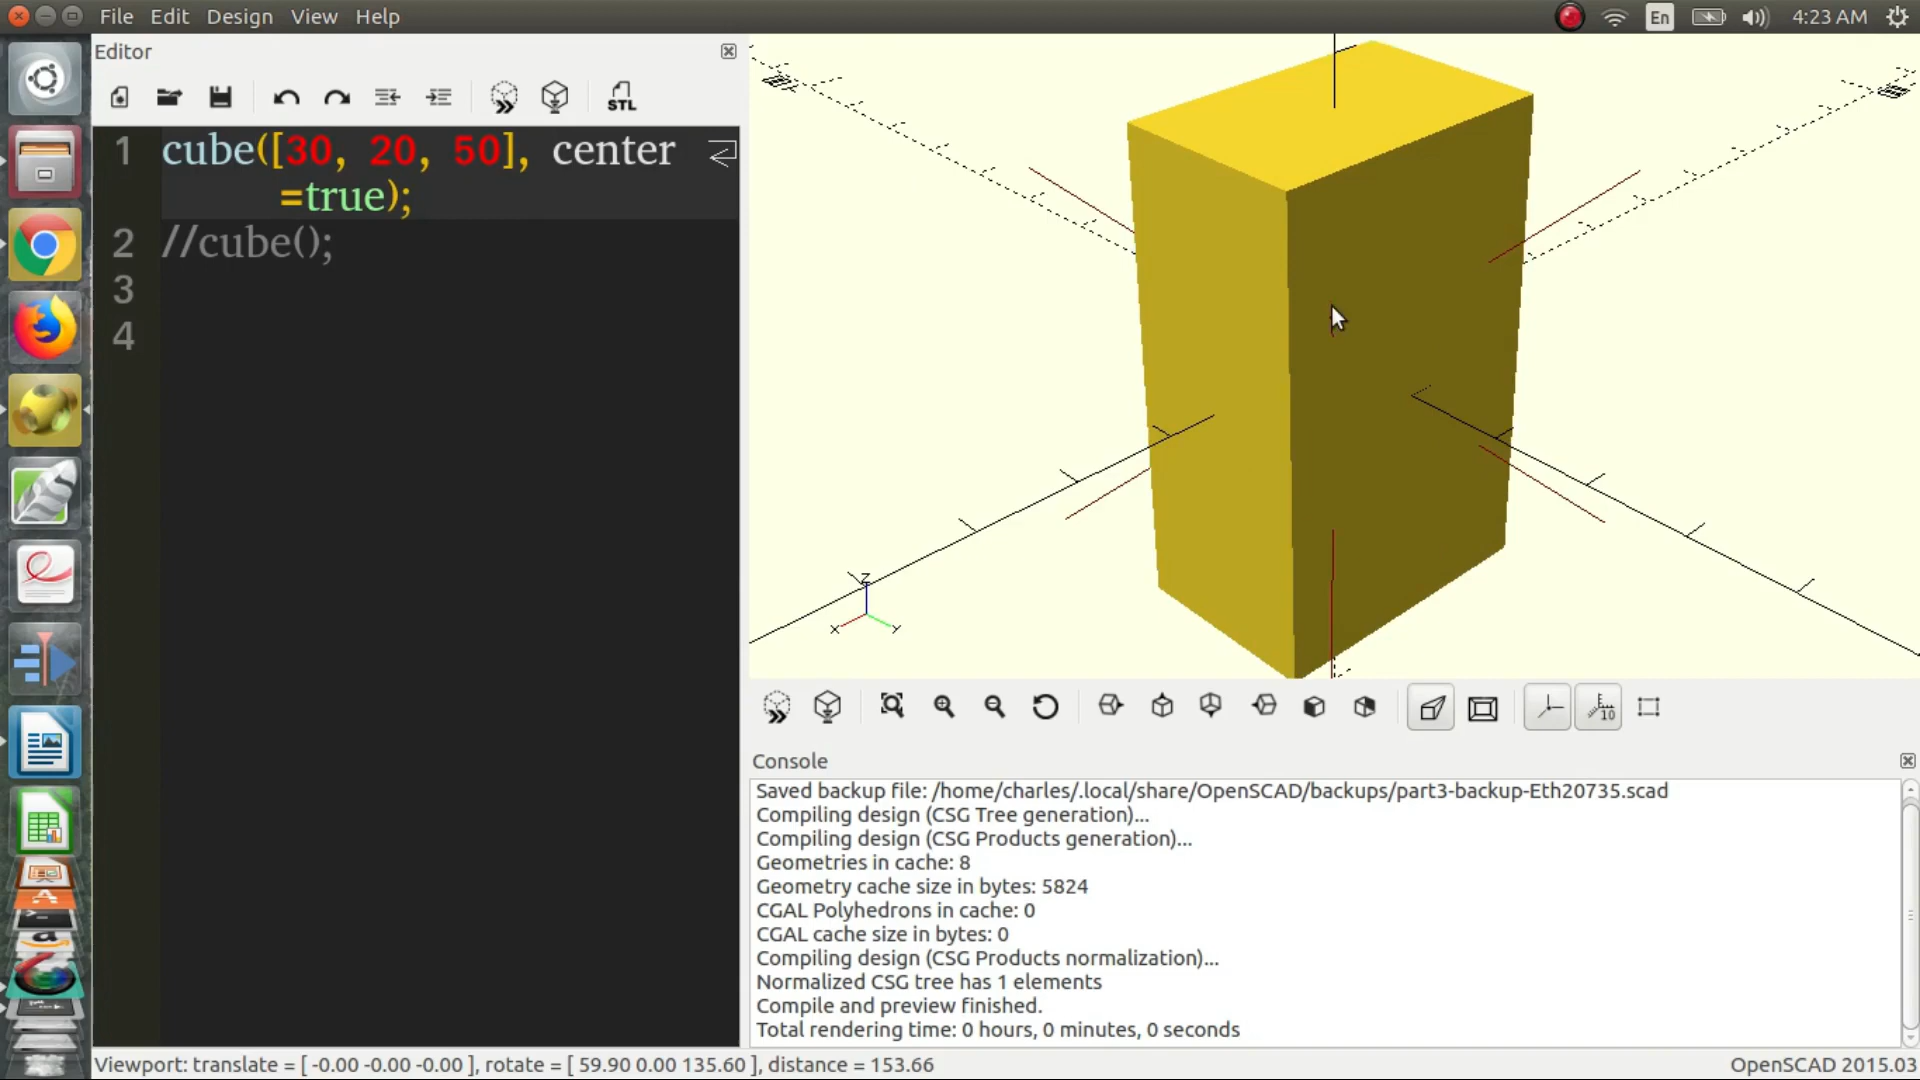 File Edit Design View Help
En 4:23 AM
Editor
STL
1 cube([30, 20, 50], center
=true);
2 //cube();
3
4
Z
X
Y
10
Console
Saved backup file: /home/charles/.local/share/OpenSCAD/backups/part3-backup-Eth20735.scad
Compiling design (CSG Tree generation)...
Compiling design (CSG Products generation)...
Geometries in cache: 8
Geometry cache size in bytes: 5824
CGAL Polyhedrons in cache: 0
CGAL cache size in bytes: 0
Compiling design (CSG Products normalization)...
Normalized CSG tree has 1 elements
Compile and preview finished.
Total rendering time: 0 hours, 0 minutes, 0 seconds
Viewport: translate = [ -0.00 -0.00 -0.00 ], rotate = [ 59.90 0.00 135.60 ], distance = 153.66
OpenSCAD 2015.03